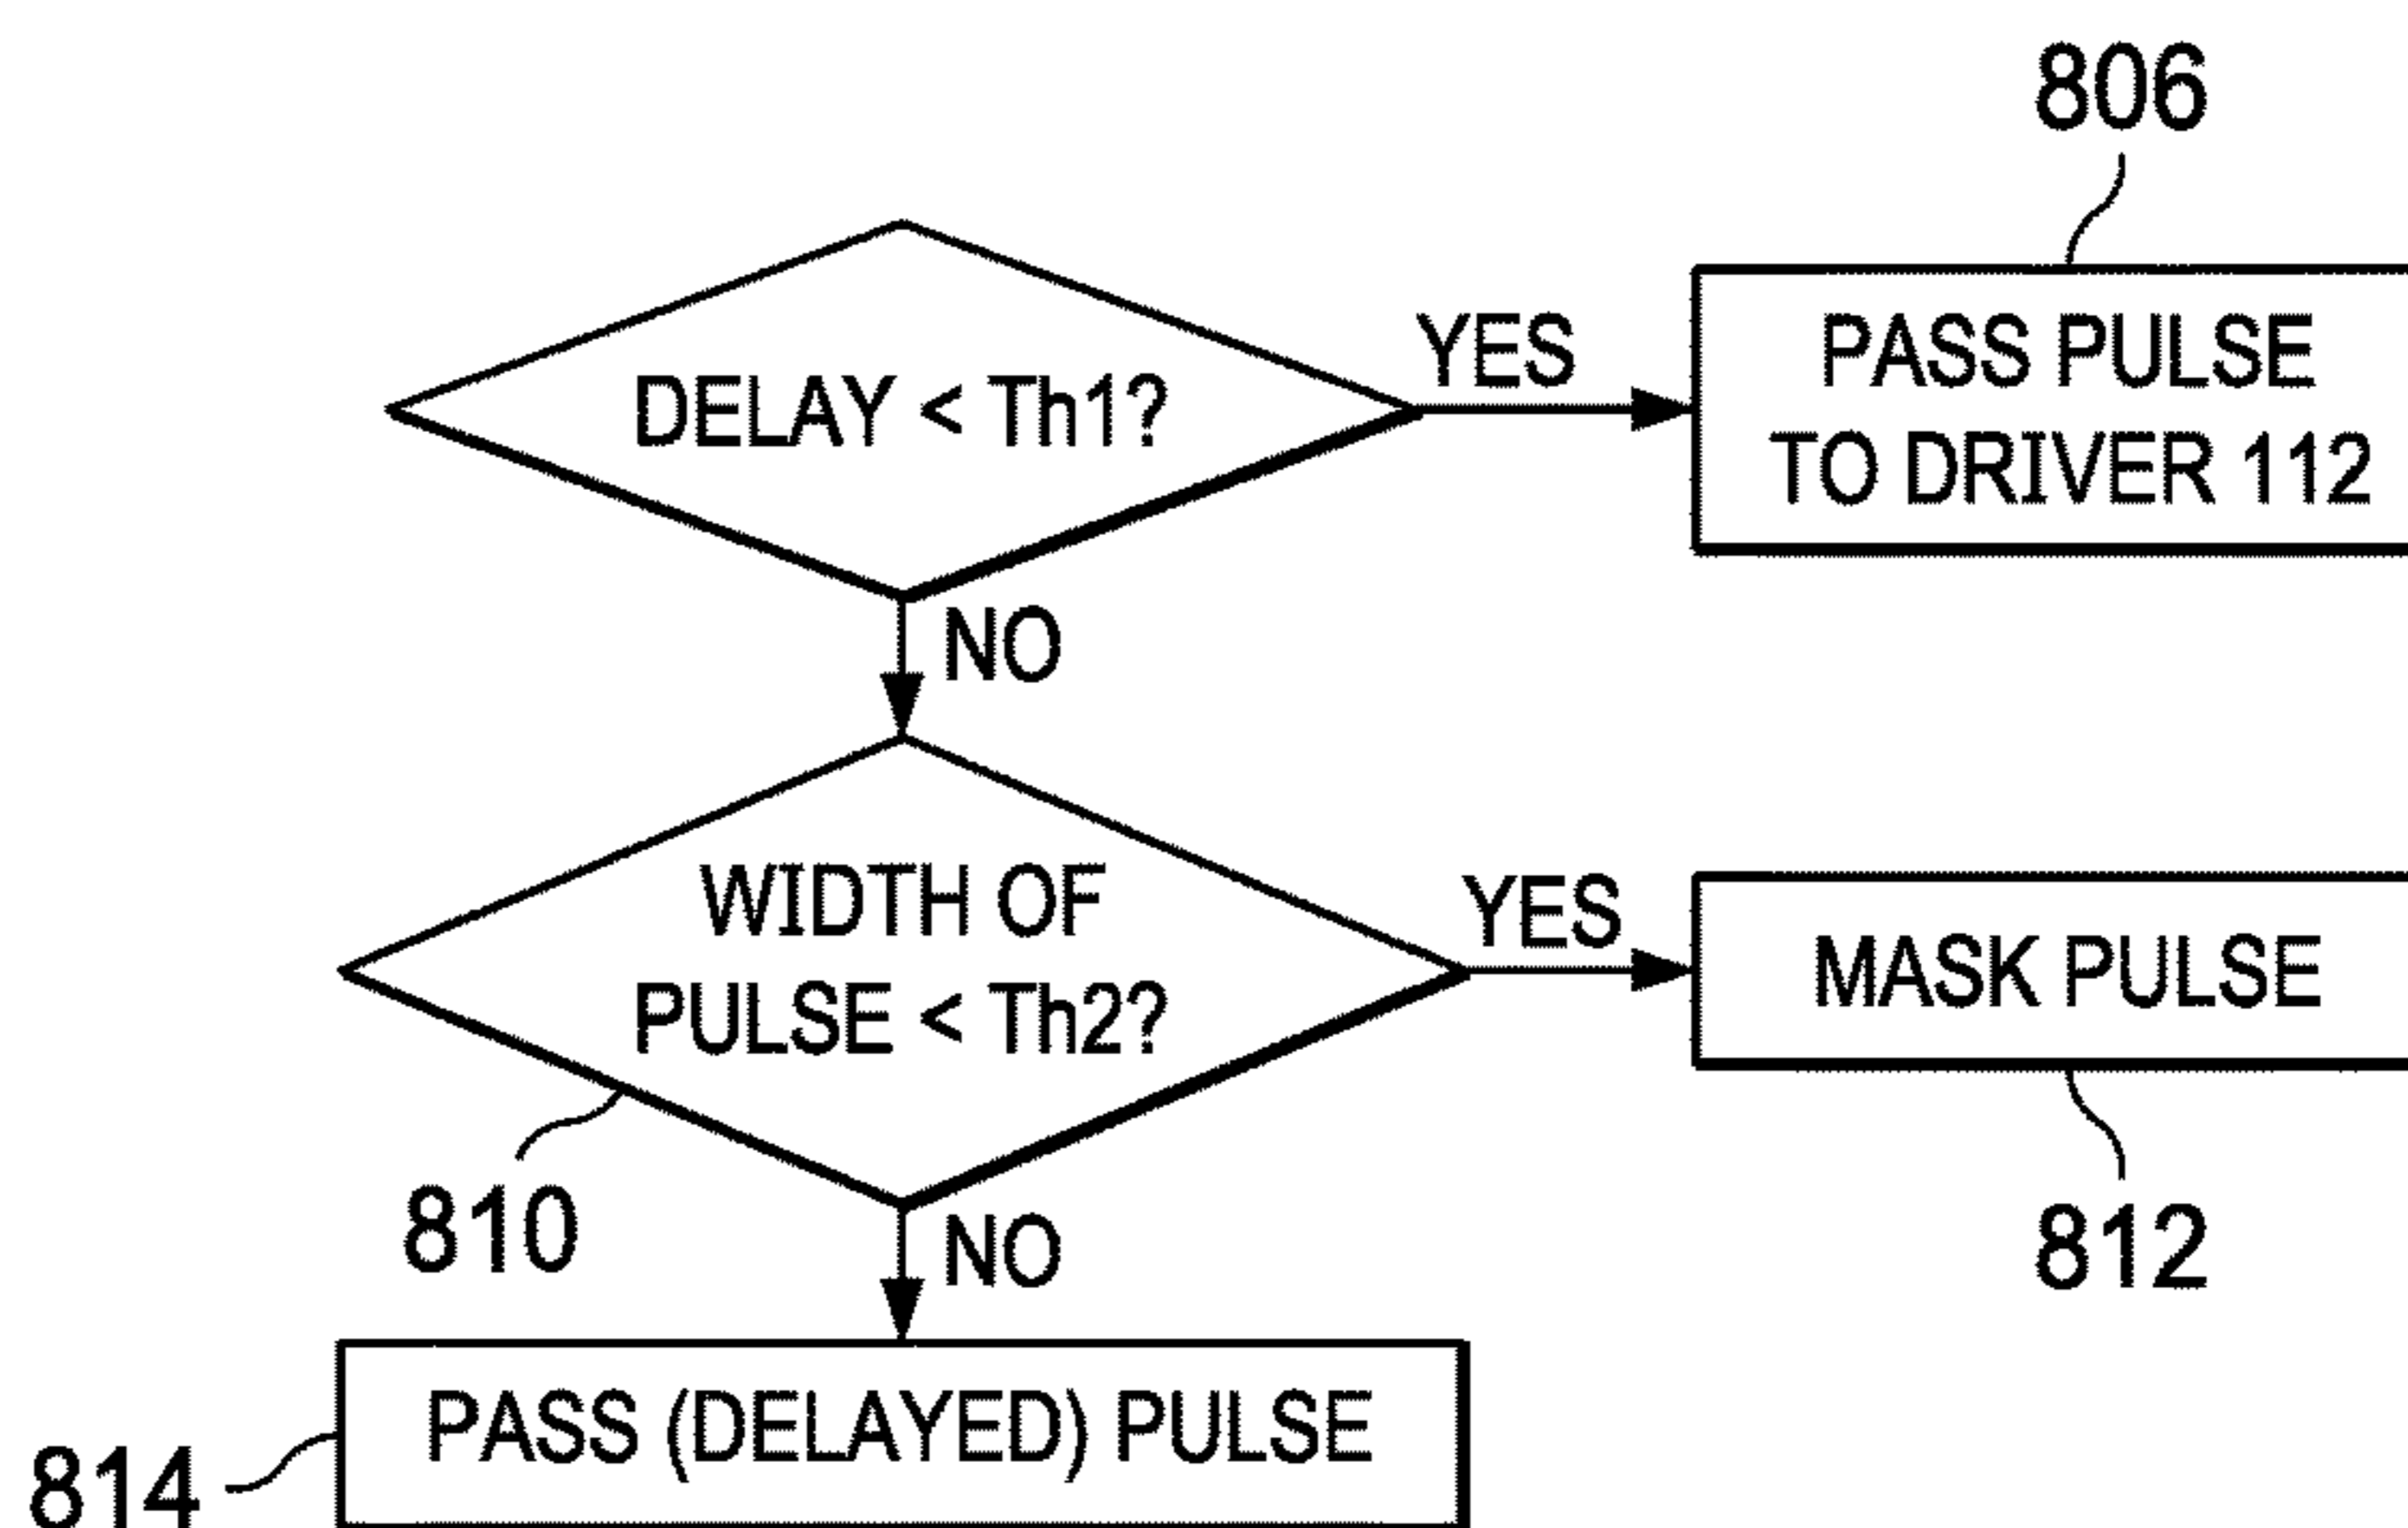 806
DELAY < Th1?
YES
PASS PULSE
TO DRIVER 112
NO
WIDTH OF
PULSE < Th2?
YES
MASK PULSE
810
812
NO
PASS (DELAYED) PULSE
814